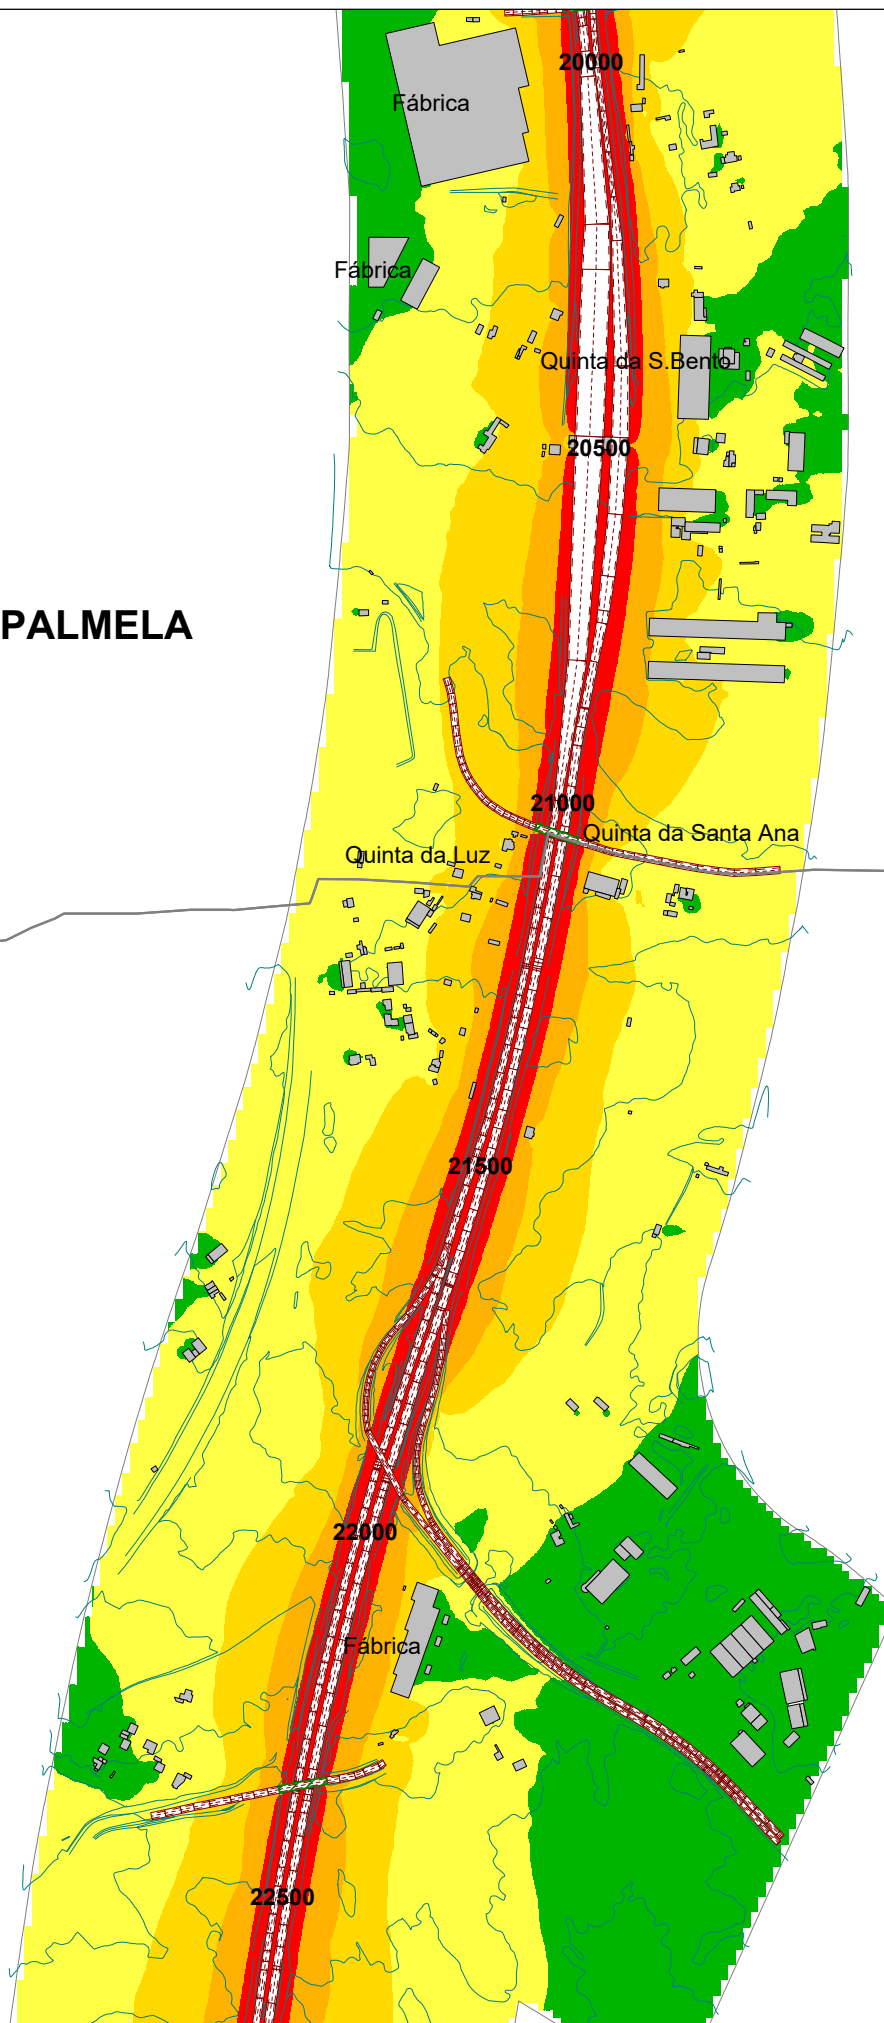 20000
Fábrica
Fábrica
Quinta da S.Bento
20500
PALMELA
21000
Quinta da Santa Ana
Quinta da Luz
21500
22000
Fábrica
22500